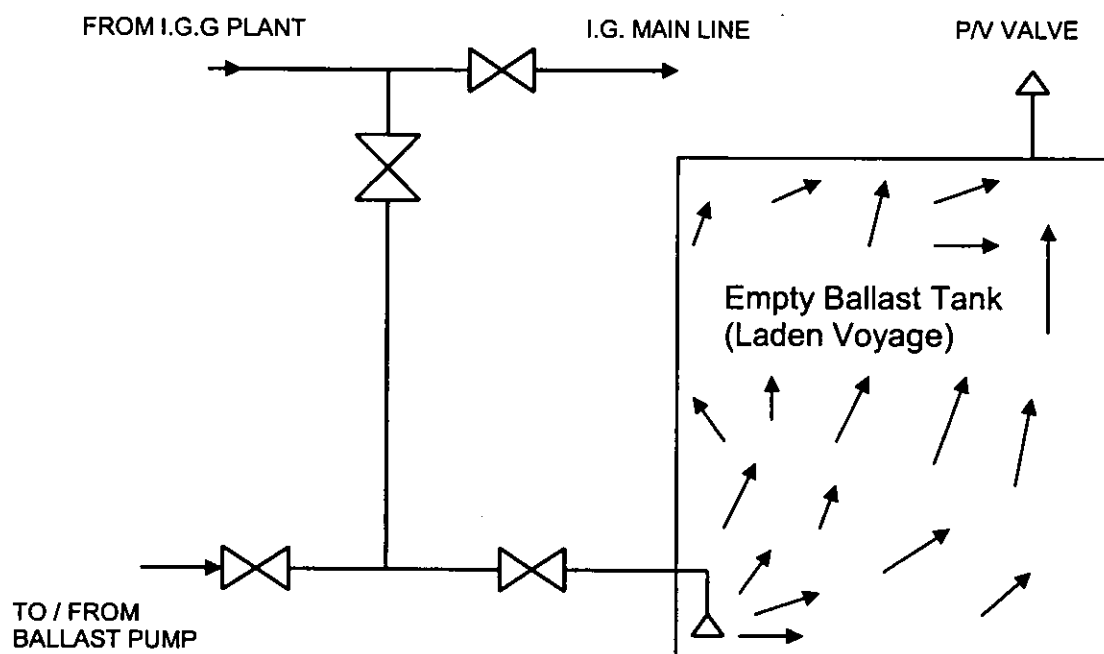 FROM I.G.G PLANT
I.G. MAIN LINE
P/V VALVE
Empty Ballast Tank
(Laden Voyage)
TO / FROM
BALLAST PUMP